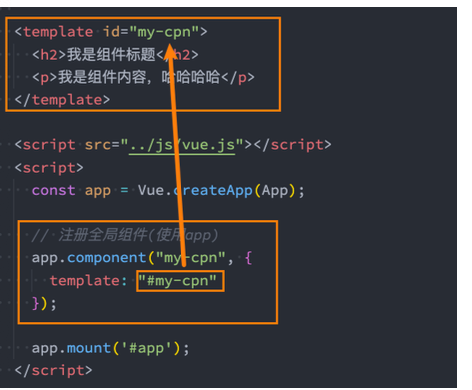 <template id="my-cpn">
<h2>我是组件标题</h2>
<p>我是组件内容，哈哈哈哈</p>
</template>
<script src="../js/vue.js"></script>
<script>
const app = Vue.createApp(App);
// 注册全局组件(使用app)
app.component("my-cpn", {
template: "#my-cpn"
});
app.mount('#app');
</script>